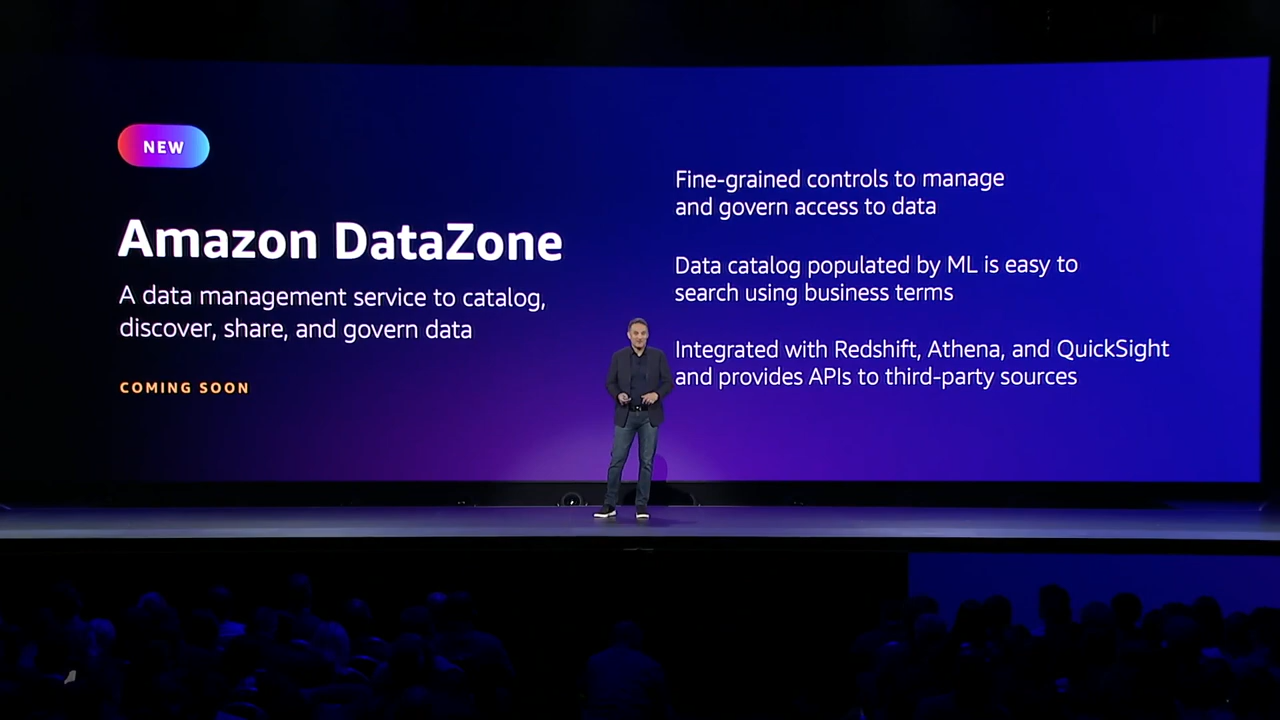 NEW
Amazon DataZone
A data management service to catalog,
discover, share, and govern data
COMING SOON
Fine-grained controls to manage
and govern access to data
Data catalog populated by ML is easy to
search using business terms
Integrated with Redshift, Athena, and QuickSight
and provides APIs to third-party sources